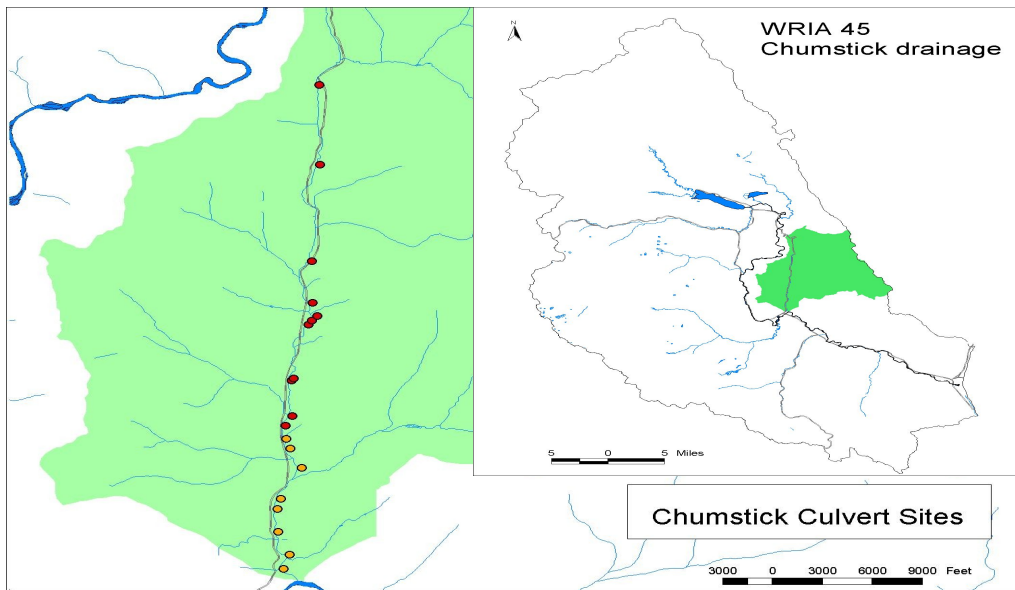 N
WRIA 45
Chumstick drainage
5 0 5 Miles
Chumstick Culvert Sites
3000 0 3000 6000 9000 Feet